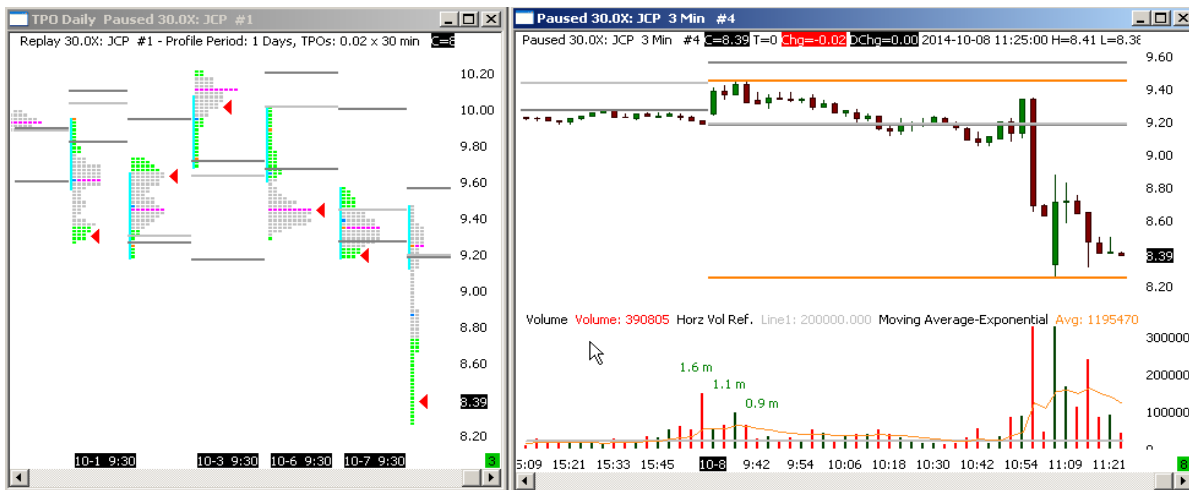 TPO Daily Paused 30.0X: JCP #1
Replay 30.0X: JCP #1 - Profile Period: 1 Days, TPOs: 0.02 x 30 min C=8
10.20
10.00
9.80
9.60
9.40
9.20
9.00
8.80
8.60
8.39
8.20
10-1 9:30 10-3 9:30 10-6 9:30 10-7 9:30 3
Paused 30.0X: JCP 3 Min #4
Paused 30.0X: JCP 3 Min #4 C=8.39 T=0 Chg=-0.02 DChg=0.00 2014-10-08 11:25:00 H=8.41 L=8.38
9.60
9.40
9.20
9.00
8.80
8.60
8.39
8.20
Volume Volume: 390805 Horz Vol Ref. Line1: 200000.000 Moving Average-Exponential Avg: 1195470
300000
200000
100000
0
1.6 m
1.1 m
0.9 m
5:09 15:21 15:33 15:45 10-8 9:42 9:54 10:06 10:18 10:30 10:42 10:54 11:09 11:21 8